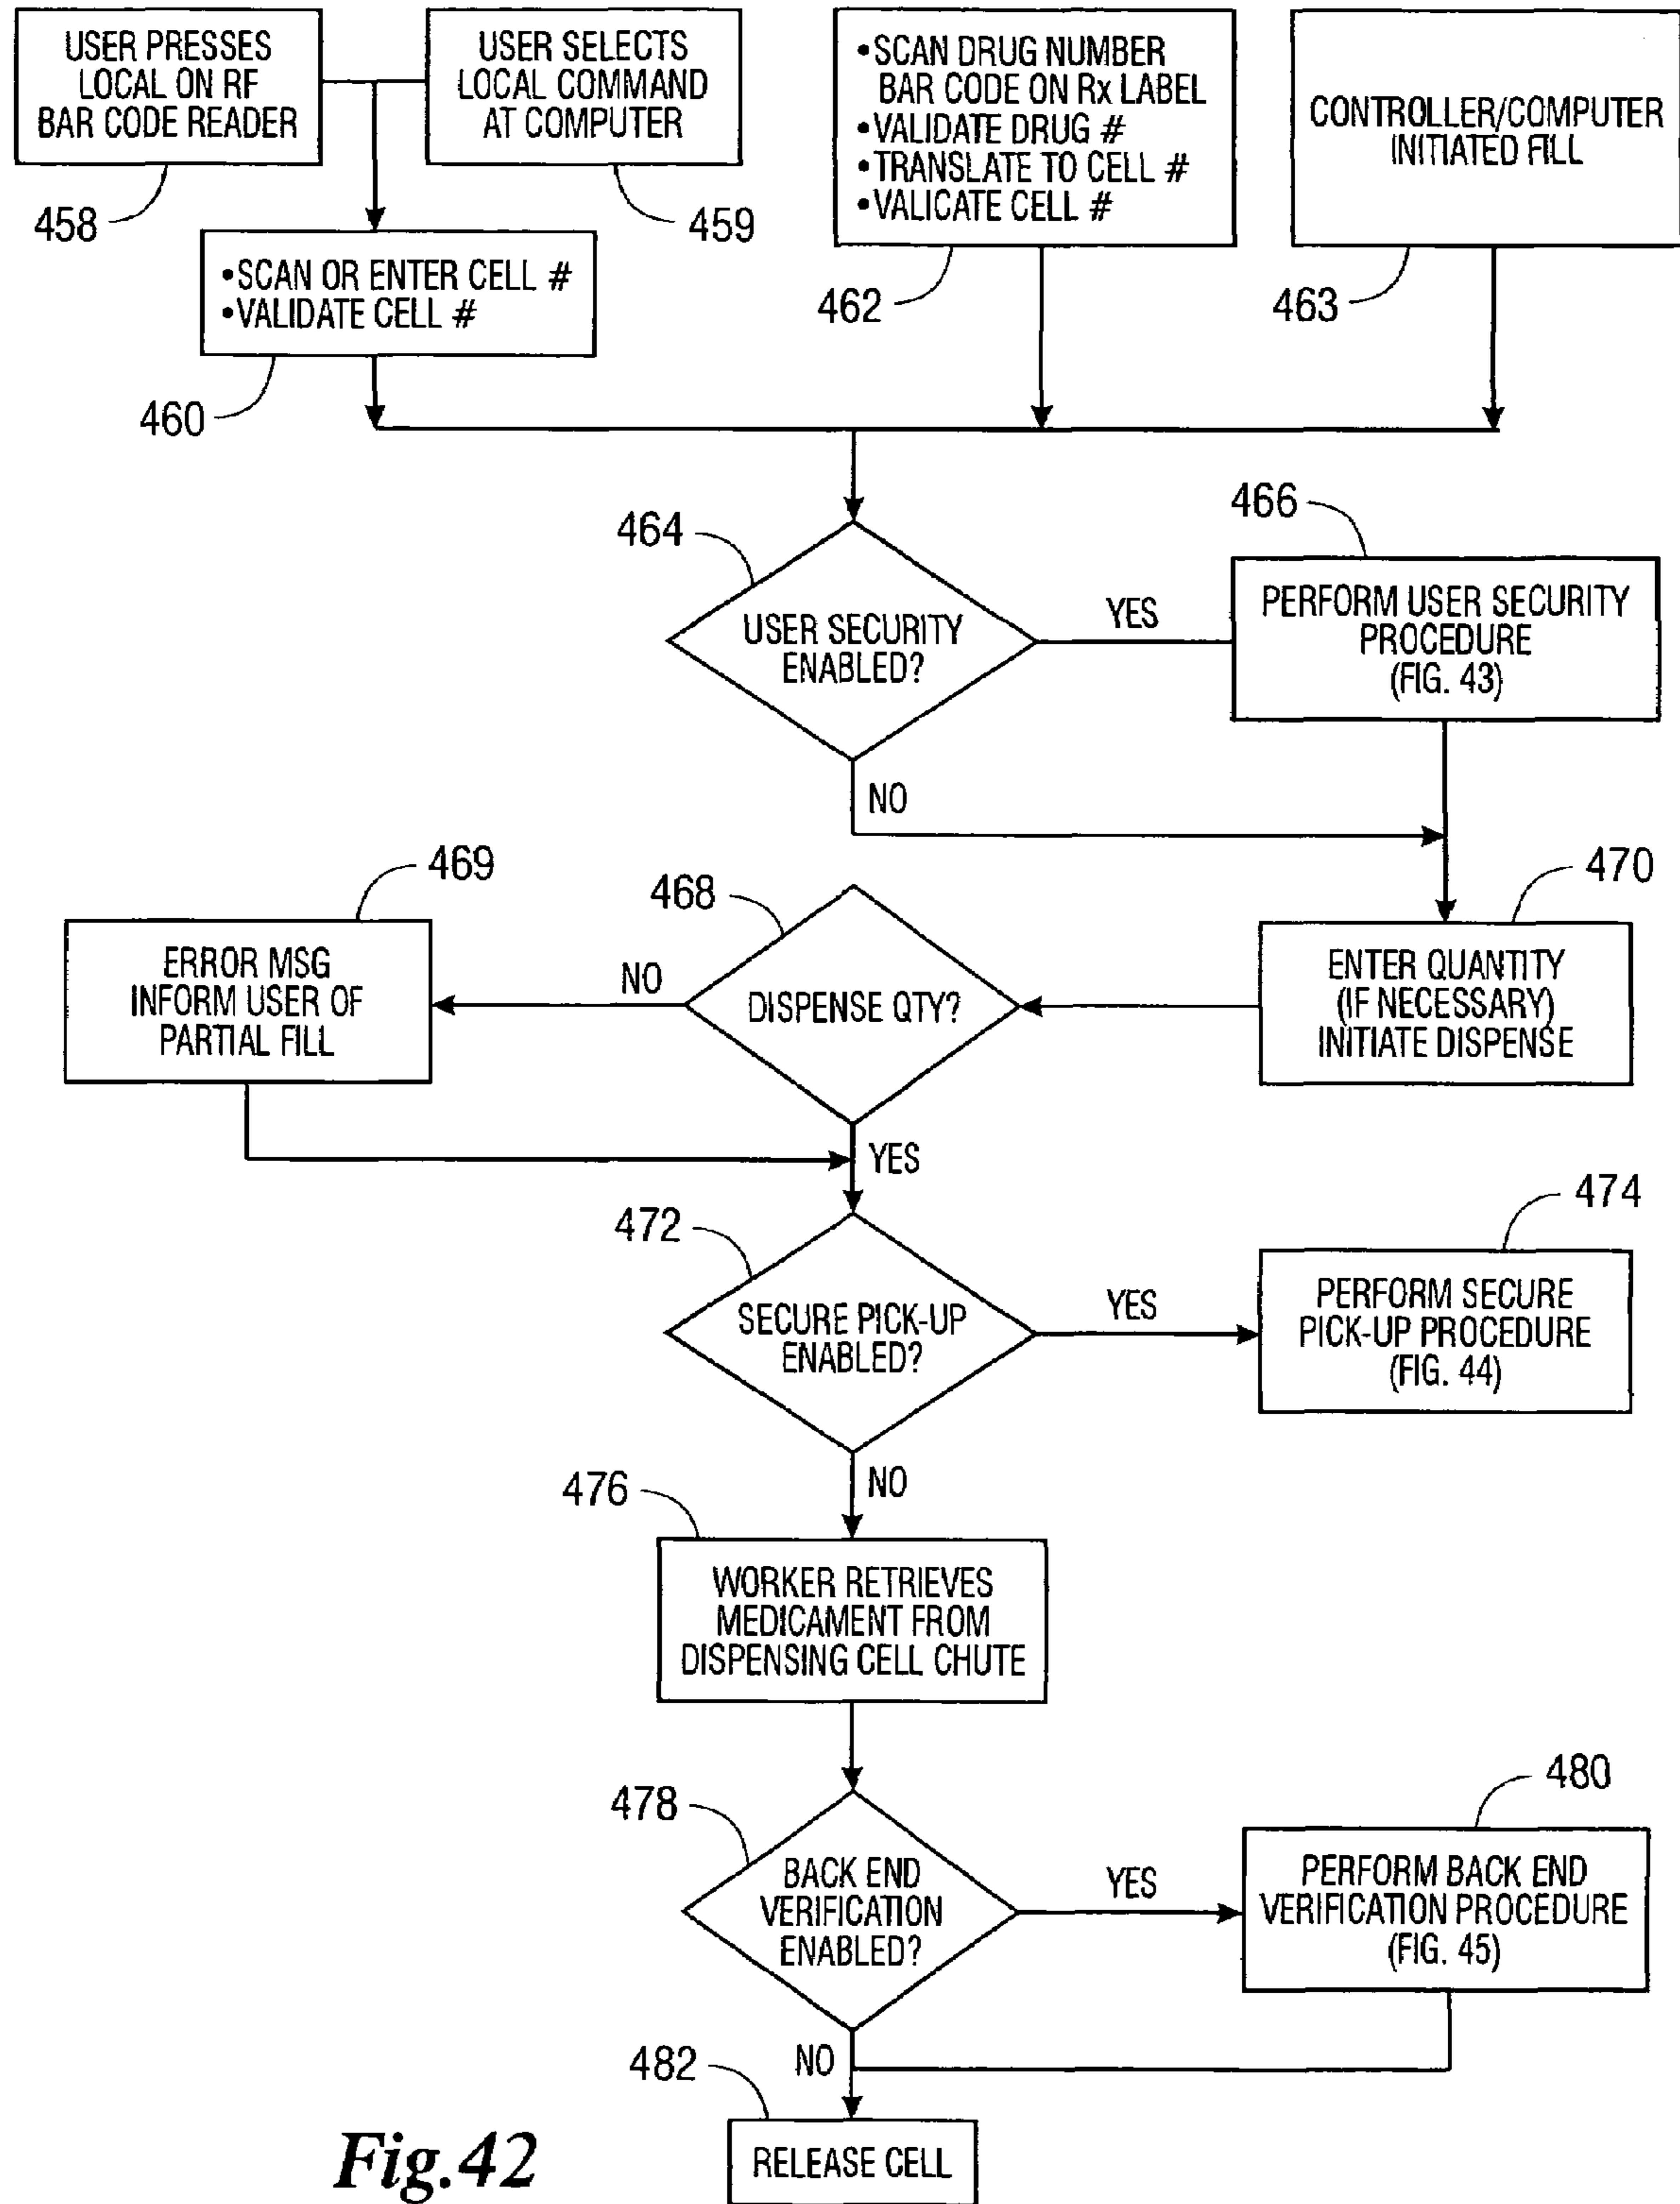 USER PRESSES
LOCAL ON RF
BAR CODE READER
458
USER SELECTS
LOCAL COMMAND
AT COMPUTER
459
•SCAN DRUG NUMBER
BAR CODE ON Rx LABEL
•VALIDATE DRUG #
•TRANSLATE TO CELL #
•VALICATE CELL #
462
CONTROLLER/COMPUTER
INITIATED FILL
463
•SCAN OR ENTER CELL #
•VALIDATE CELL #
460
464
USER SECURITY
ENABLED?
YES
NO
466
PERFORM USER SECURITY
PROCEDURE
(FIG. 43)
470
ENTER QUANTITY
(IF NECESSARY)
INITIATE DISPENSE
468
DISPENSE QTY?
NO
YES
469
ERROR MSG
INFORM USER OF
PARTIAL FILL
472
SECURE PICK-UP
ENABLED?
YES
NO
474
PERFORM SECURE
PICK-UP PROCEDURE
(FIG. 44)
476
WORKER RETRIEVES
MEDICAMENT FROM
DISPENSING CELL CHUTE
478
BACK END
VERIFICATION
ENABLED?
YES
NO
480
PERFORM BACK END
VERIFICATION PROCEDURE
(FIG. 45)
482
RELEASE CELL
Fig.42